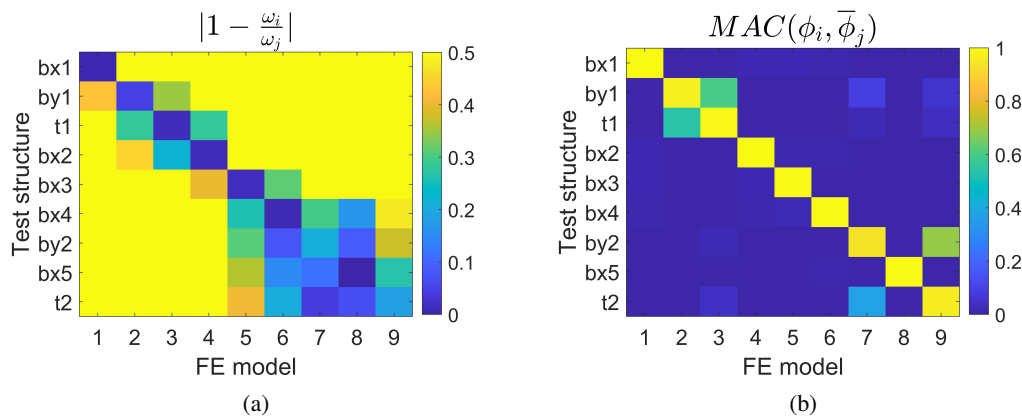 |1 − ω_i/ω_j|
Test structure
bx1
by1
t1
bx2
bx3
bx4
by2
bx5
t2
1 2 3 4 5 6 7 8 9
FE model
0.5
0.4
0.3
0.2
0.1
0
(a)
MAC(ϕ_i, ϕ̅_j)
Test structure
bx1
by1
t1
bx2
bx3
bx4
by2
bx5
t2
1 2 3 4 5 6 7 8 9
FE model
1
0.8
0.6
0.4
0.2
0
(b)